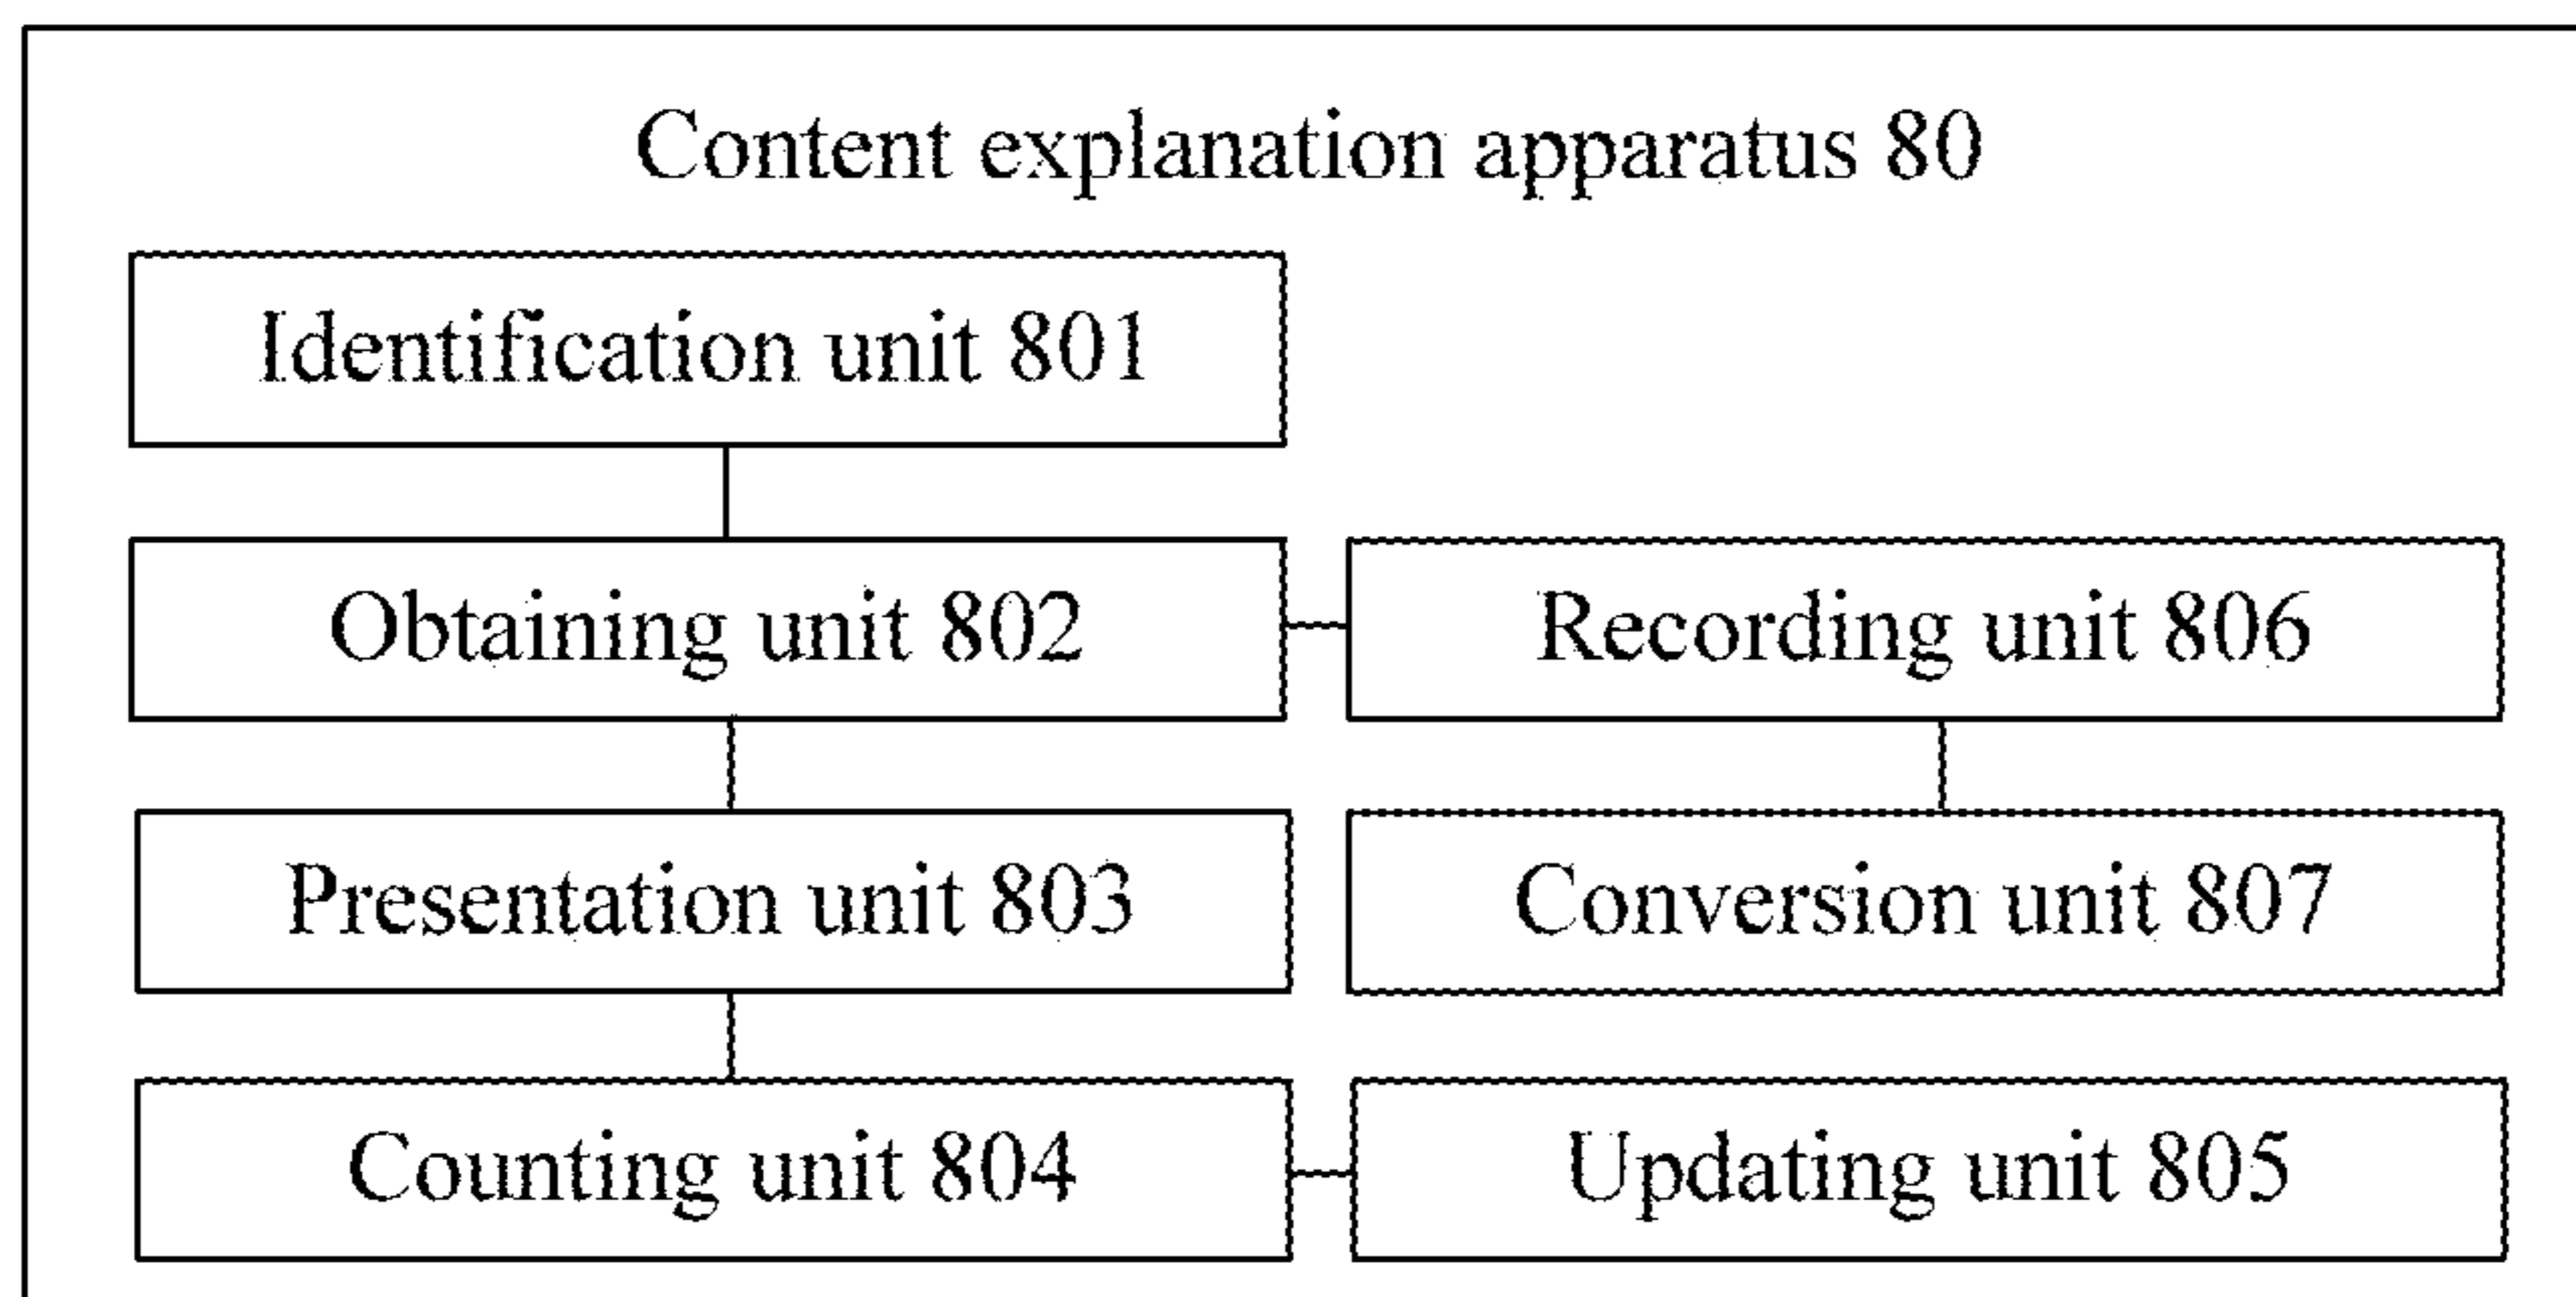 Content explanation apparatus 80
Identification unit 801
Obtaining unit 802
Recording unit 806
Presentation unit 803
Conversion unit 807
Counting unit 804
Updating unit 805